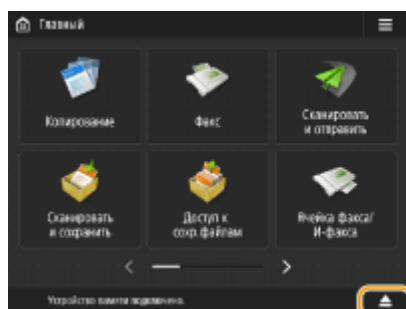 Главный
Копирование
Факс
Сканировать
и отправить
Сканировать
и сохранить
Доступ к
сохр.файлам
Ячейка факса/
И-факса
Устройство памяти подключено.